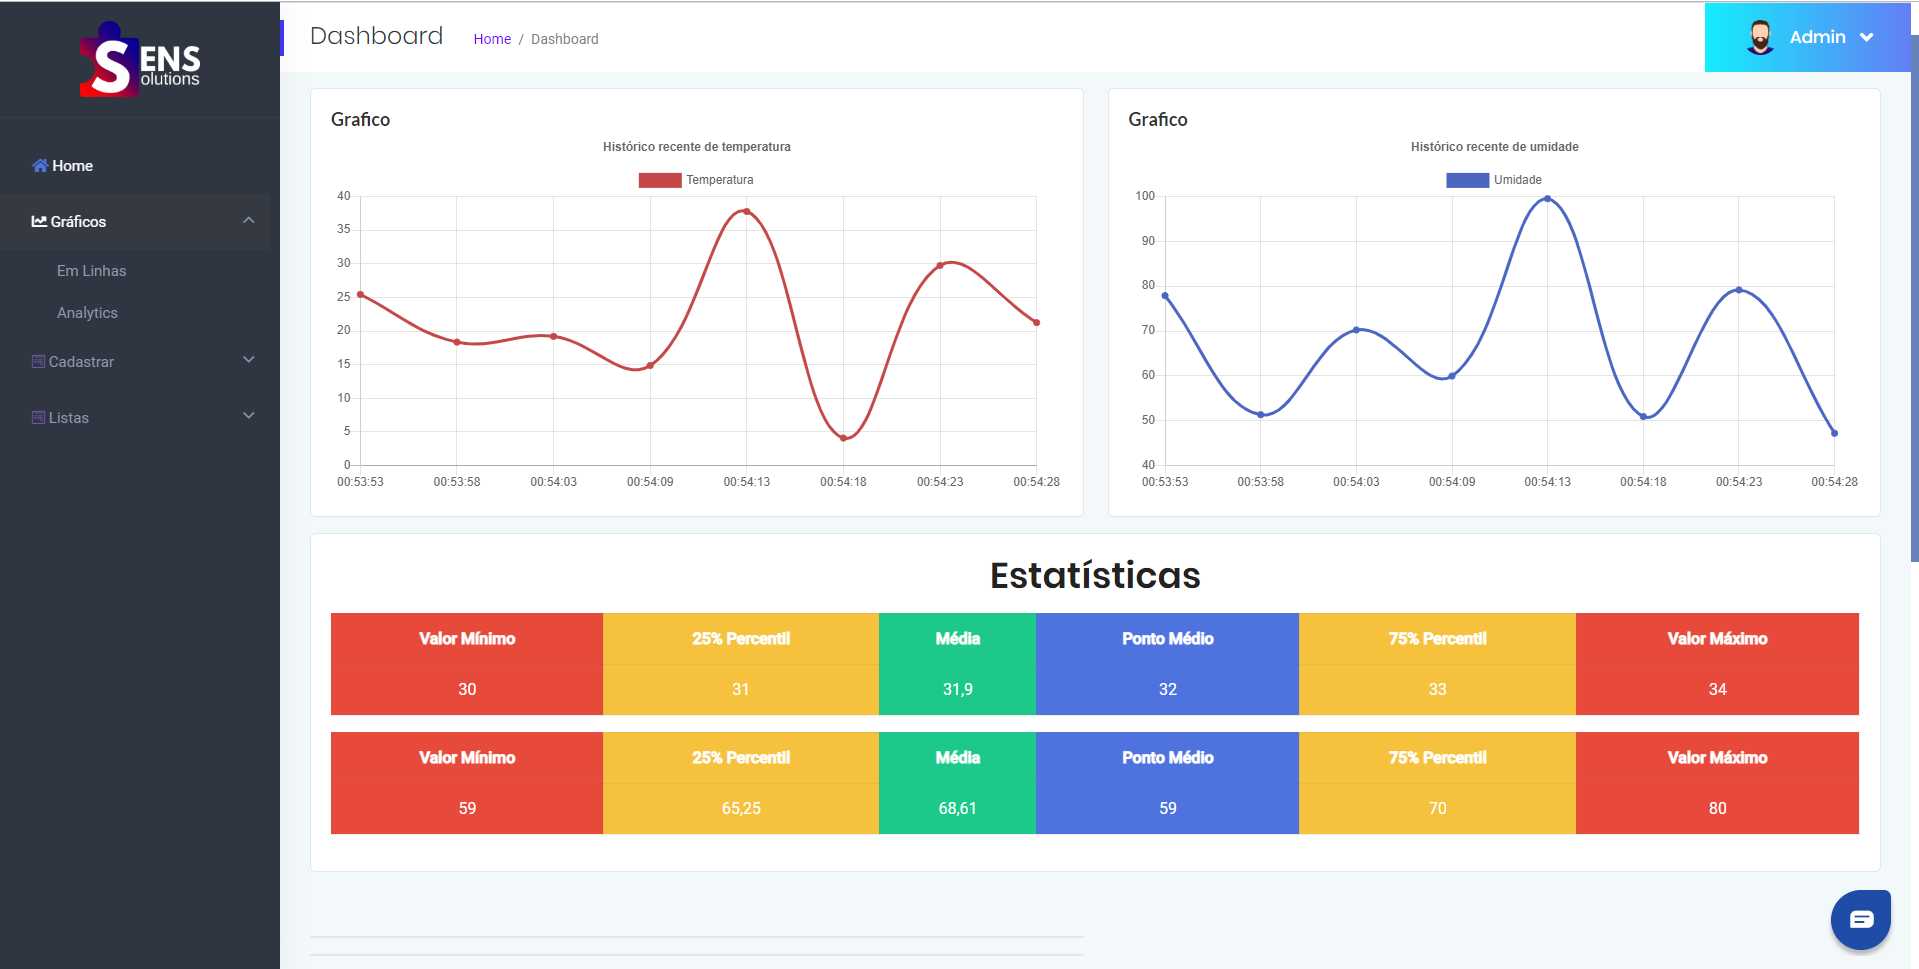 SENS
olutions
Home
Gráficos
Em Linhas
Analytics
Cadastrar
Listas
Dashboard
Home / Dashboard
Admin
Grafico
Histórico recente de temperatura
Temperatura
40
35
30
25
20
15
10
5
0
00:53:53 00:53:58 00:54:03 00:54:09 00:54:13 00:54:18 00:54:23 00:54:28
Grafico
Histórico recente de umidade
Umidade
100
90
80
70
60
50
40
00:53:53 00:53:58 00:54:03 00:54:09 00:54:13 00:54:18 00:54:23 00:54:28
Estatísticas
Valor Mínimo 25% Percentil Média Ponto Médio 75% Percentil Valor Máximo
30 31 31,9 32 33 34
Valor Mínimo 25% Percentil Média Ponto Médio 75% Percentil Valor Máximo
59 65,25 68,61 59 70 80